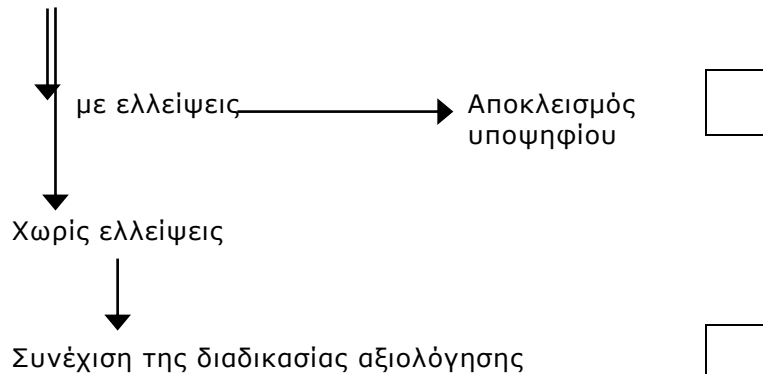 με ελλείψεις
Αποκλεισμός
υποψηφίου
Χωρίς ελλείψεις
Συνέχιση της διαδικασίας αξιολόγησης